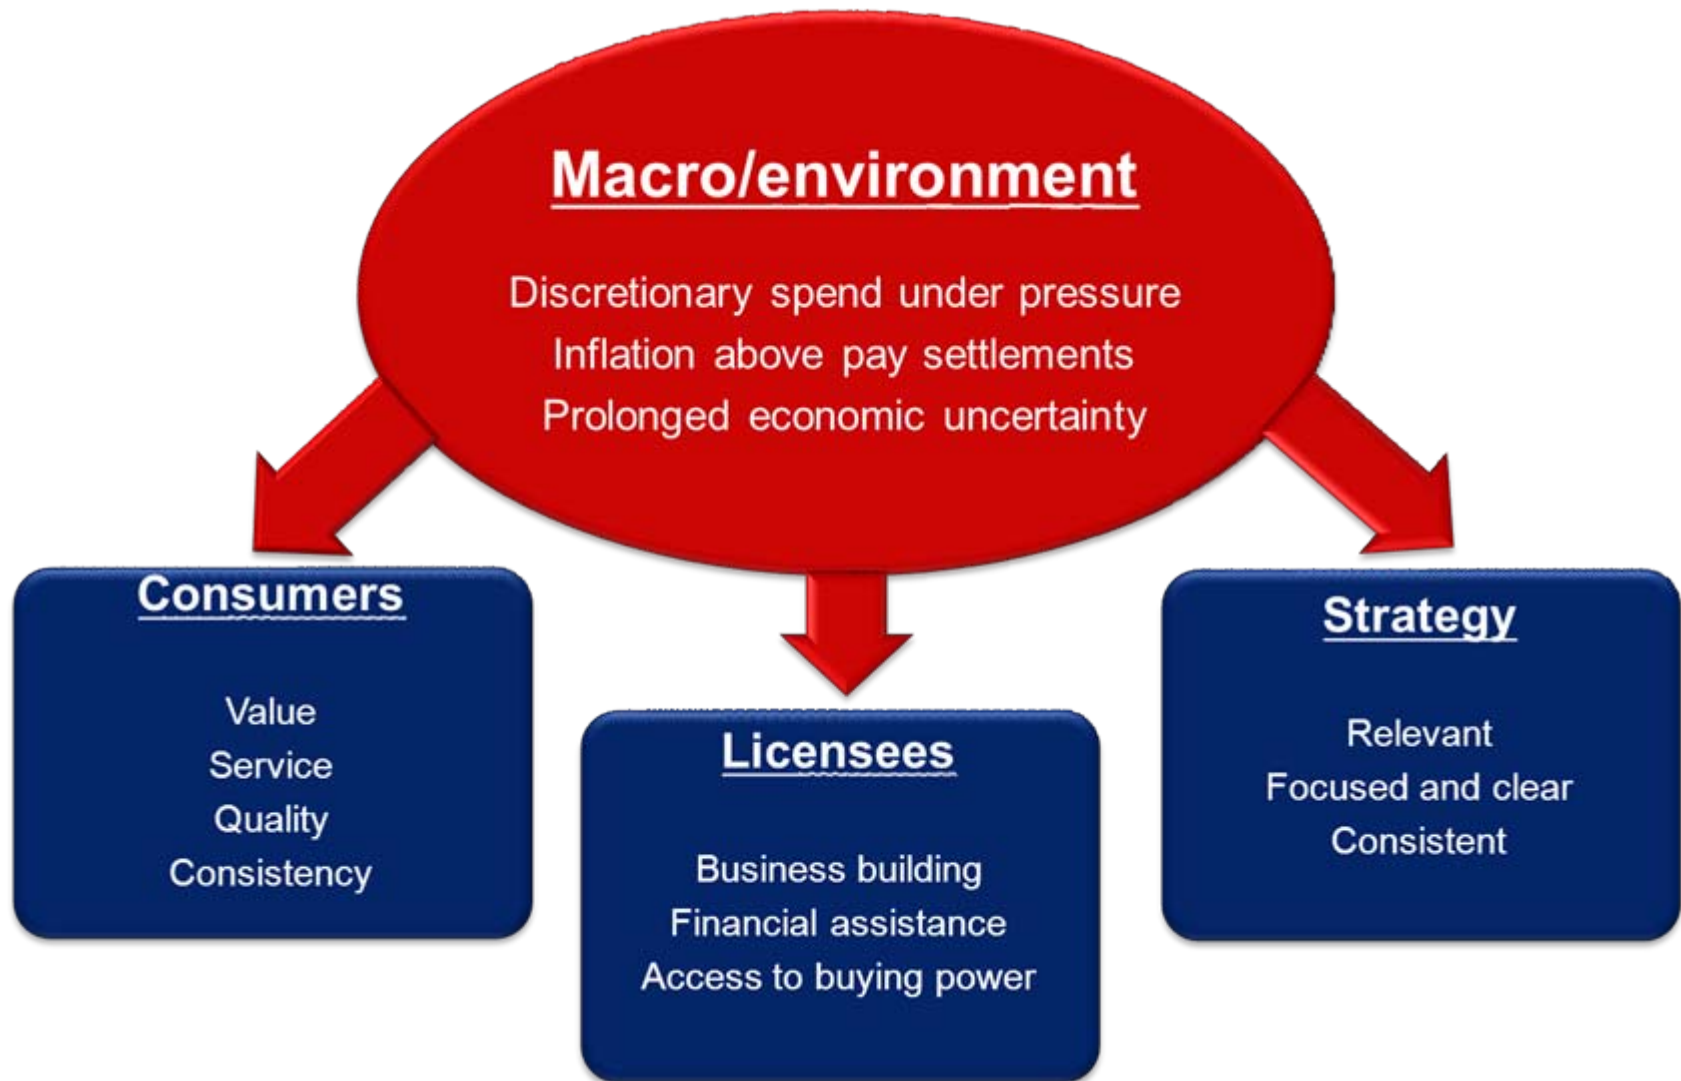 Macro/environment
Discretionary spend under pressure
Inflation above pay settlements
Prolonged economic uncertainty
Consumers
Value
Service
Quality
Consistency
Licensees
Business building
Financial assistance
Access to buying power
Strategy
Relevant
Focused and clear
Consistent